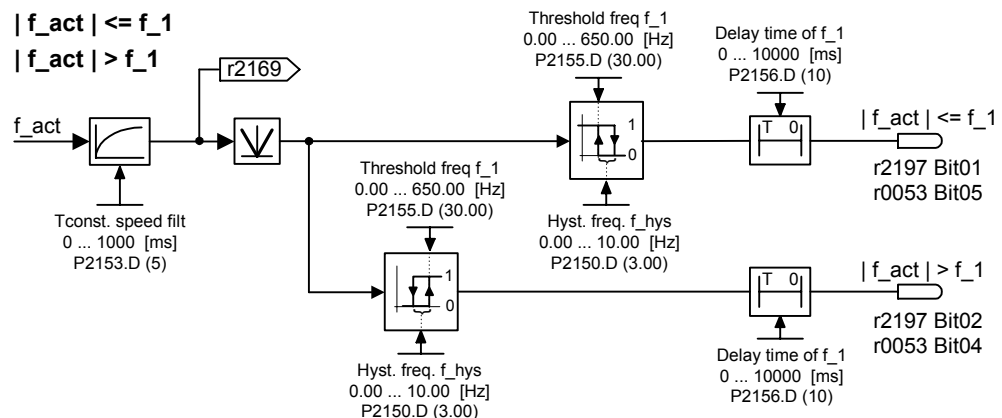 | f_act | <= f_1
| f_act | > f_1
r2169
f_act
Tconst. speed filt
0 ... 1000 [ms]
P2153.D (5)
Threshold freq f_1
0.00 ... 650.00 [Hz]
P2155.D (30.00)
1
0
Hyst. freq. f_hys
0.00 ... 10.00 [Hz]
P2150.D (3.00)
Delay time of f_1
0 ... 10000 [ms]
P2156.D (10)
T 0
| f_act | <= f_1
r2197 Bit01
r0053 Bit05
Threshold freq f_1
0.00 ... 650.00 [Hz]
P2155.D (30.00)
1
0
Hyst. freq. f_hys
0.00 ... 10.00 [Hz]
P2150.D (3.00)
T 0
Delay time of f_1
0 ... 10000 [ms]
P2156.D (10)
| f_act | > f_1
r2197 Bit02
r0053 Bit04